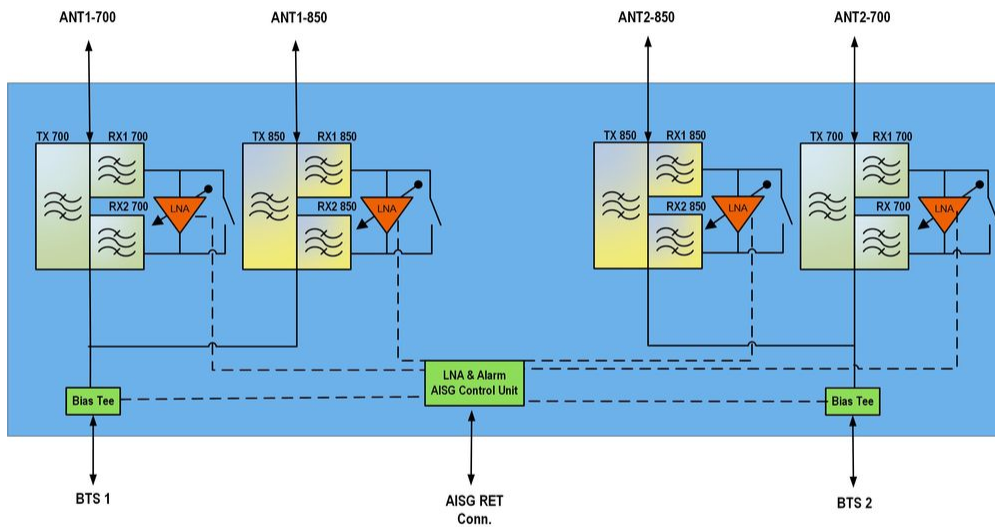 ANT1-700
ANT1-850
ANT2-850
ANT2-700
TX 700
RX1 700
TX 850
RX1 850
TX 850
RX1 850
TX 700
RX1 700
LNA
LNA
LNA
LNA
RX2 700
RX2 850
RX2 850
RX 700
LNA & Alarm
AISG Control Unit
Bias Tee
Bias Tee
BTS 1
AISG RET
Conn.
BTS 2